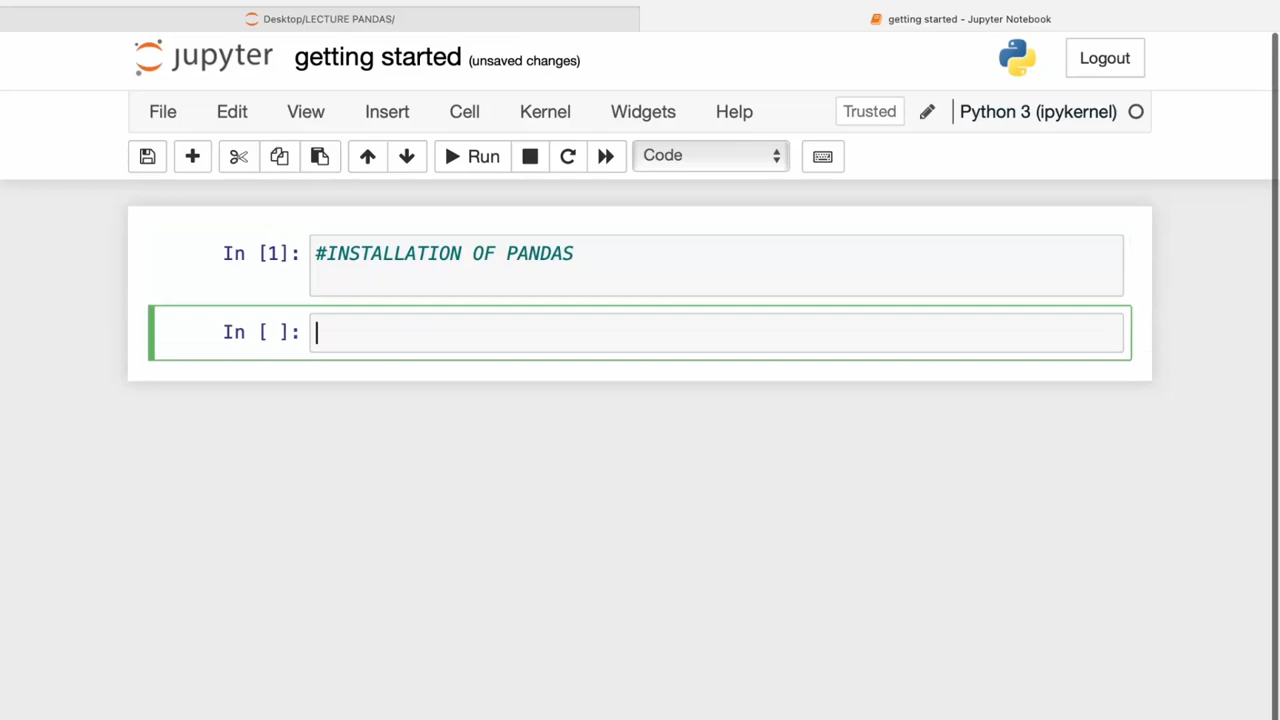 Desktop/LECTURE PANDAS/
getting started - Jupyter Notebook
jupyter getting started (unsaved changes)
Logout
File Edit View Insert Cell Kernel Widgets Help
Trusted
Python 3 (ipykernel)
Run
Code
In [1]: #INSTALLATION OF PANDAS
In [ ]: